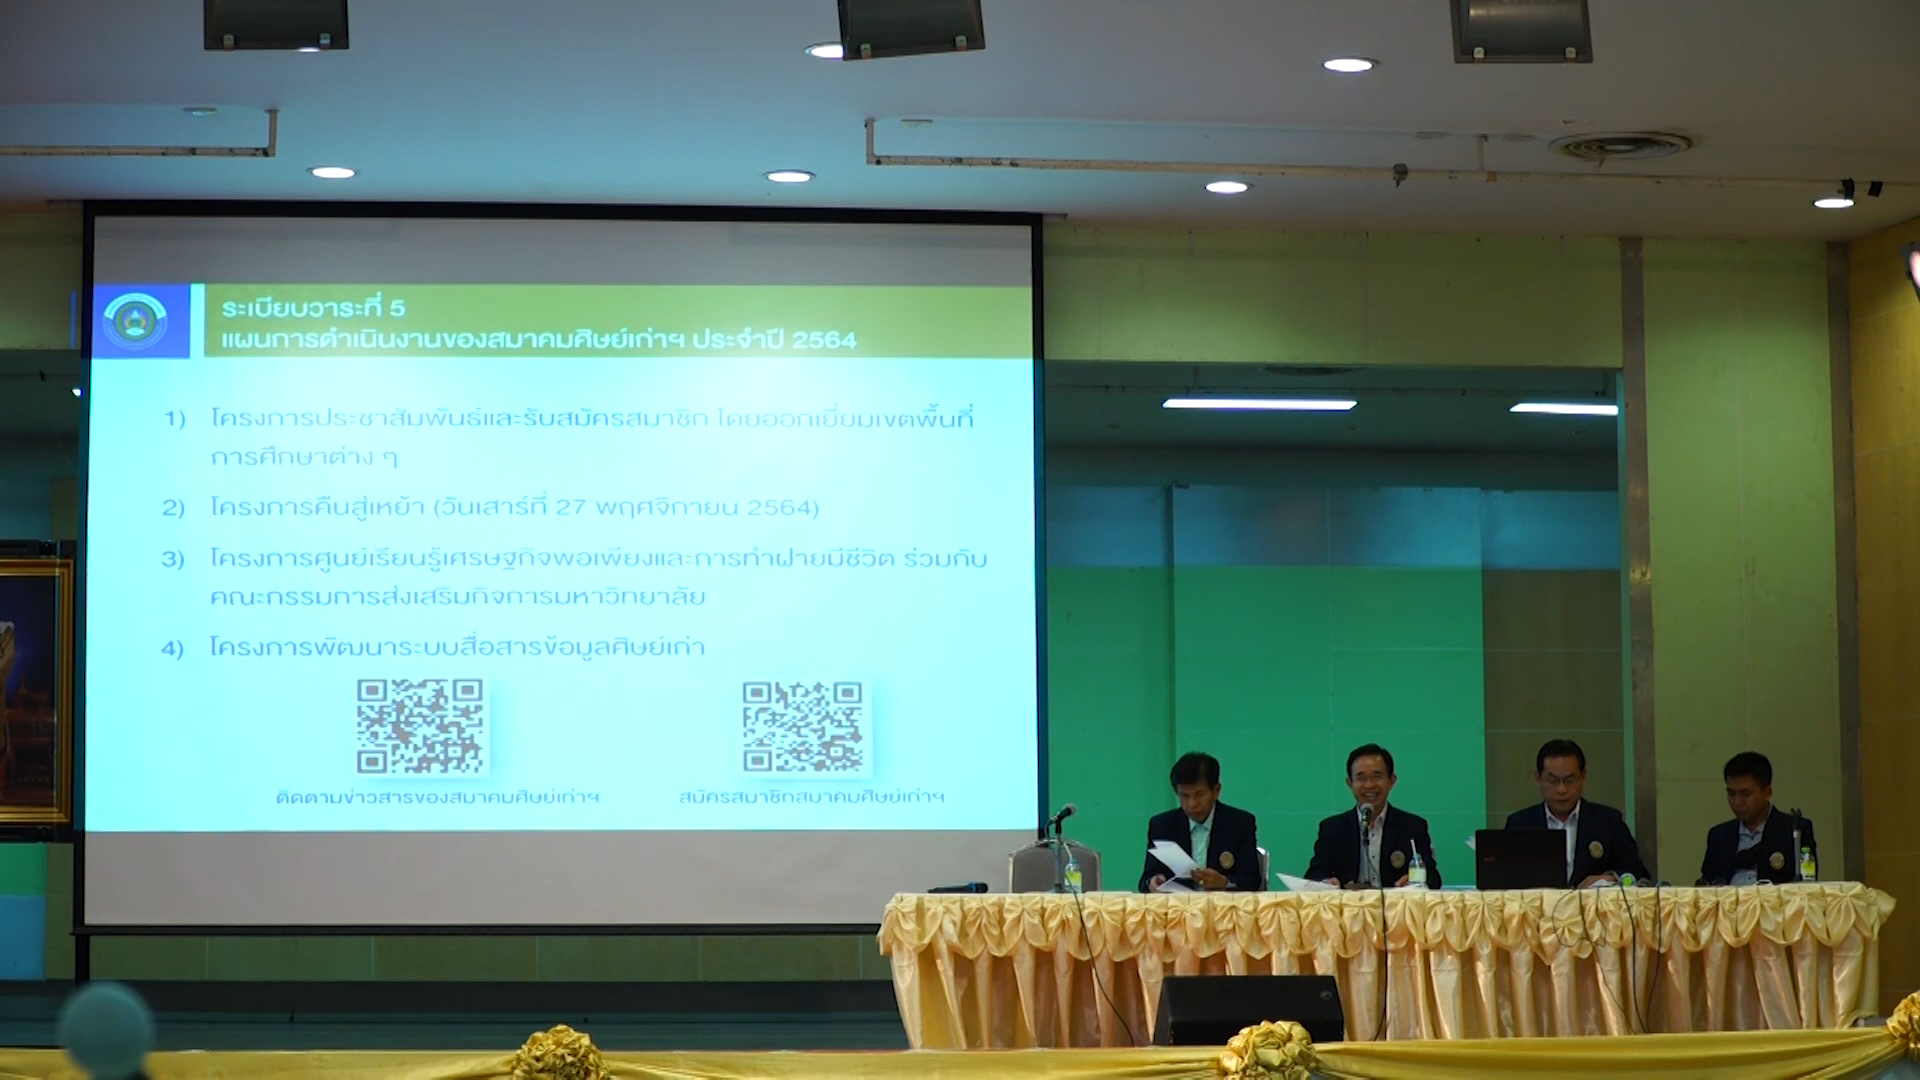 ระเบียบวาระที่ 5
แผนการดำเนินงานของสมาคมศิษย์เก่าฯ ประจำปี 2564
1) โครงการประชาสัมพันธ์และรับสมัครสมาชิก โดยออกเยี่ยมเขตพื้นที่
การศึกษาต่าง ๆ
2) โครงการคืนสู่เหย้า (วันเสาร์ที่ 27 พฤศจิกายน 2564)
3) โครงการศูนย์เรียนรู้เศรษฐกิจพอเพียงและการทำฝายมีชีวิต ร่วมกับ
คณะกรรมการส่งเสริมกิจการมหาวิทยาลัย
4) โครงการพัฒนาระบบสื่อสารข้อมูลศิษย์เก่า
ติดตามข่าวสารของสมาคมศิษย์เก่าฯ
สมัครสมาชิกสมาคมศิษย์เก่าฯ